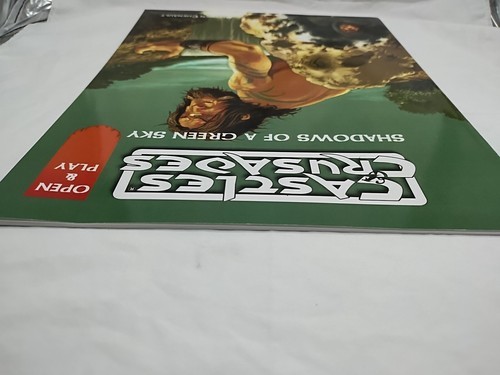 CASTLES
& CRUSADES
OPEN
&
PLAY
SHADOWS OF A GREEN SKY